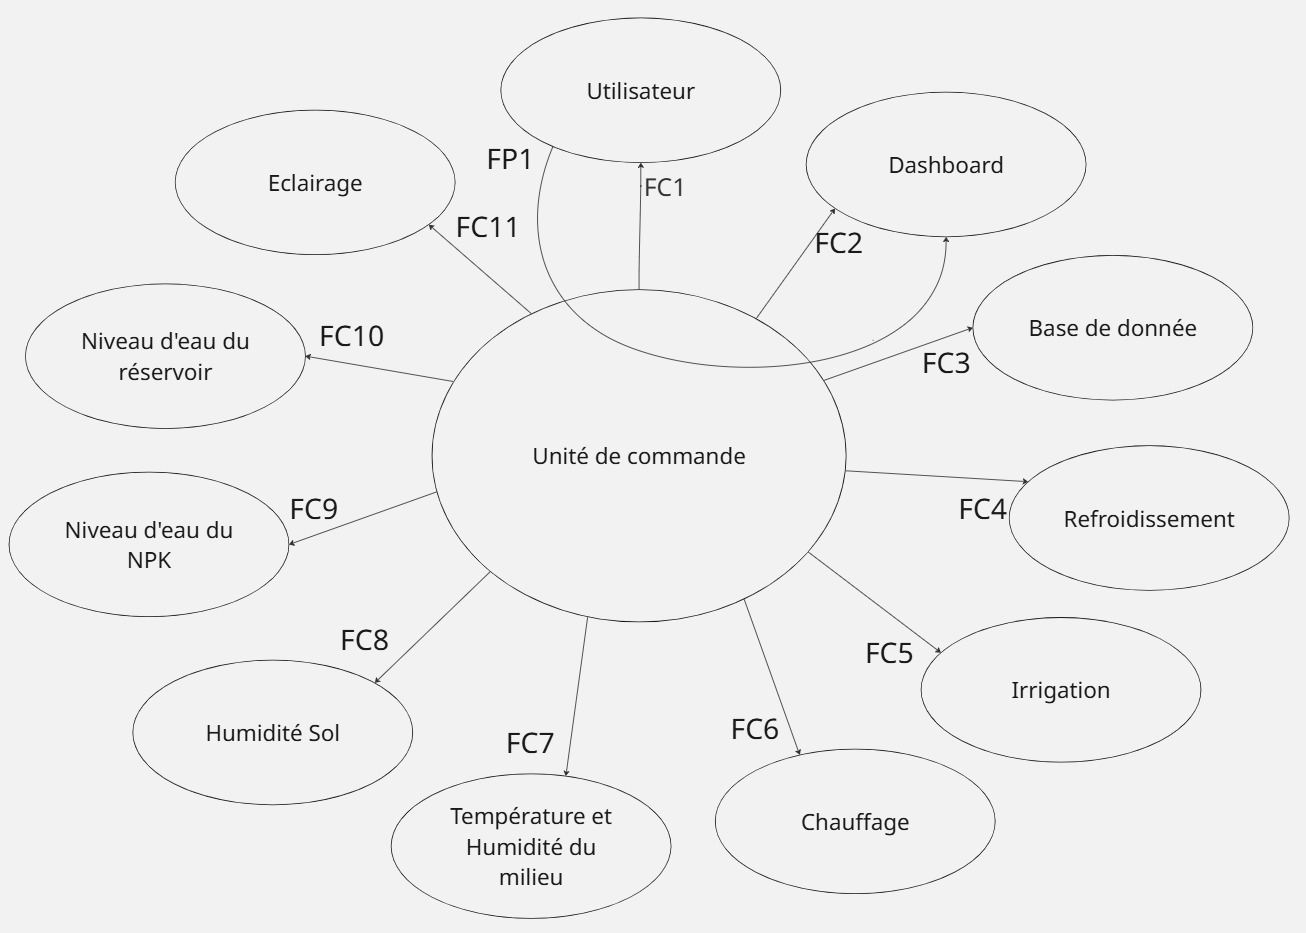 Utilisateur
FP1
FC1
Dashboard
Eclairage
FC11
FC2
Base de donnée
Niveau d'eau du
réservoir
FC10
FC3
Unité de commande
Refroidissement
FC4
Niveau d'eau du
NPK
FC9
FC8
FC5
Irrigation
Humidité Sol
FC7
FC6
Température et
Humidité du
milieu
Chauffage